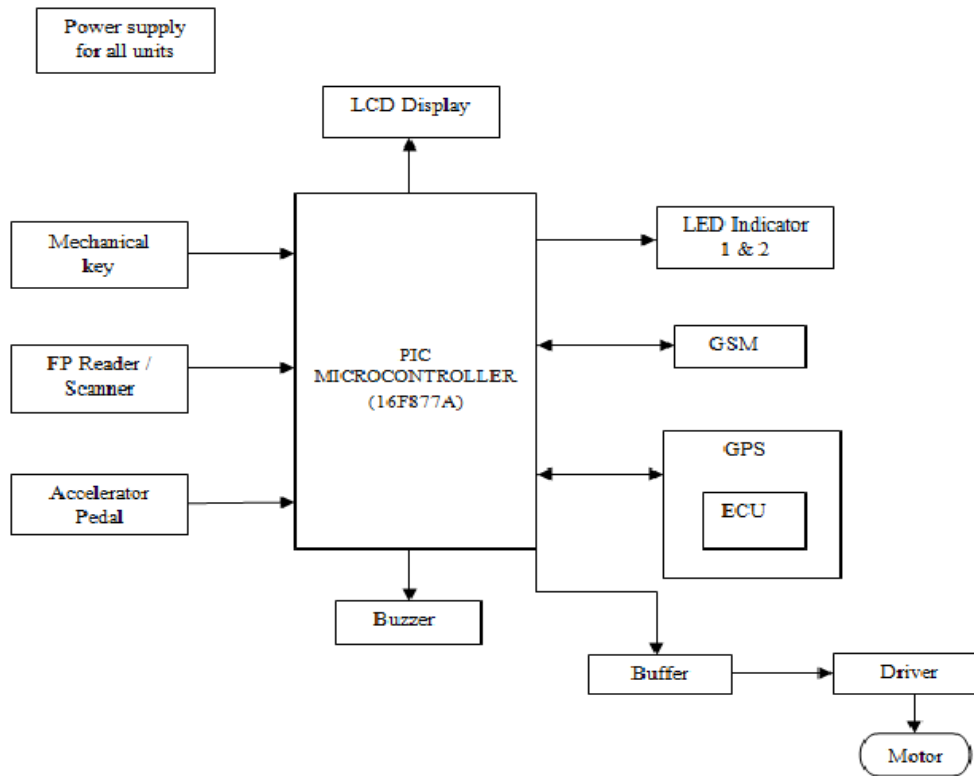 Power supply
for all units
LCD Display
Mechanical
key
LED Indicator
1 & 2
FP Reader /
Scanner
PIC
MICROCONTROLLER
(16F877A)
GSM
Accelerator
Pedal
GPS
ECU
Buzzer
Buffer
Driver
Motor